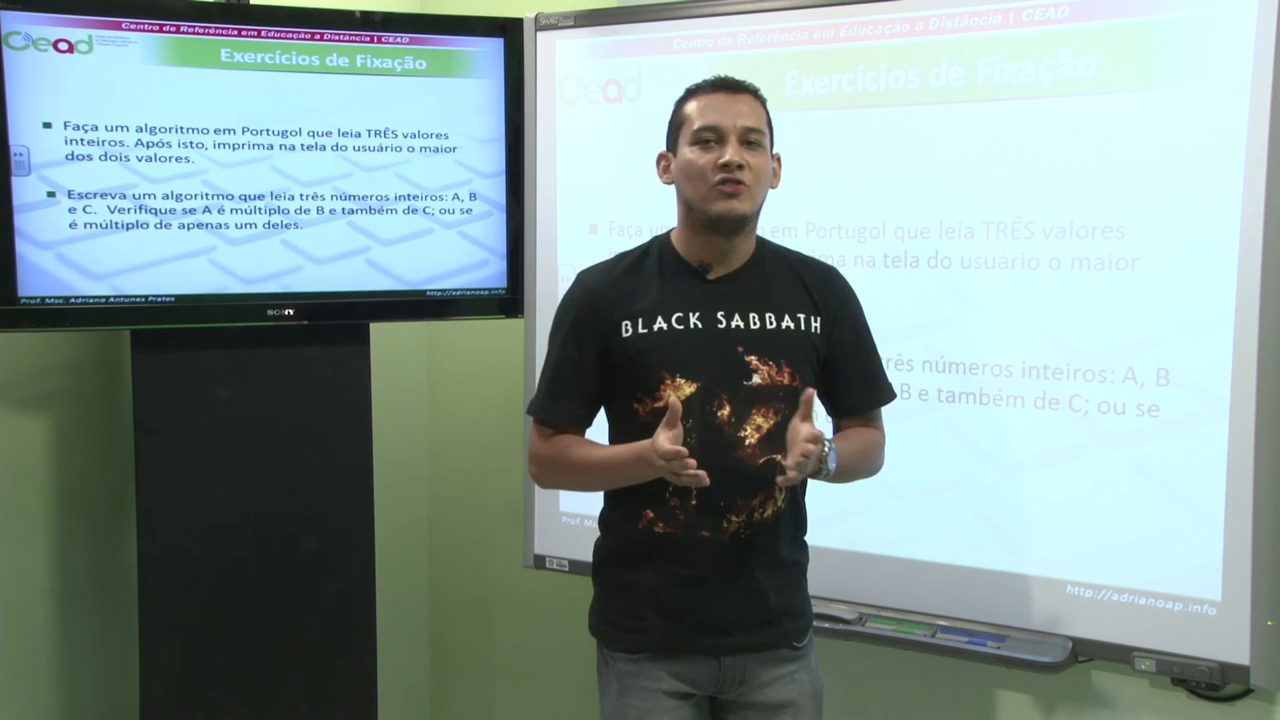 Centro de Referência em Educação a Distância | CEAD
Cead
Exercícios de Fixação
Faça um algoritmo em Portugol que leia TRÊS valores
inteiros. Após isto, imprima na tela do usuário o maior
dos dois valores.
Escreva um algoritmo que leia três números inteiros: A, B
e C. Verifique se A é múltiplo de B e também de C; ou se
é múltiplo de apenas um deles.
Prof. Msc. Adriano Antunes Prates
http://adrianoap.info
SONY
SMART
Centro de Referência em Educação a Distância | CEAD
Cead
Exercícios de Fixação
Faça em Portugol que leia TRÊS valores
na tela do usuário o maior
três números inteiros: A, B
B e também de C; ou se
Prof.
http://adrianoap.info
BLACK SABBATH